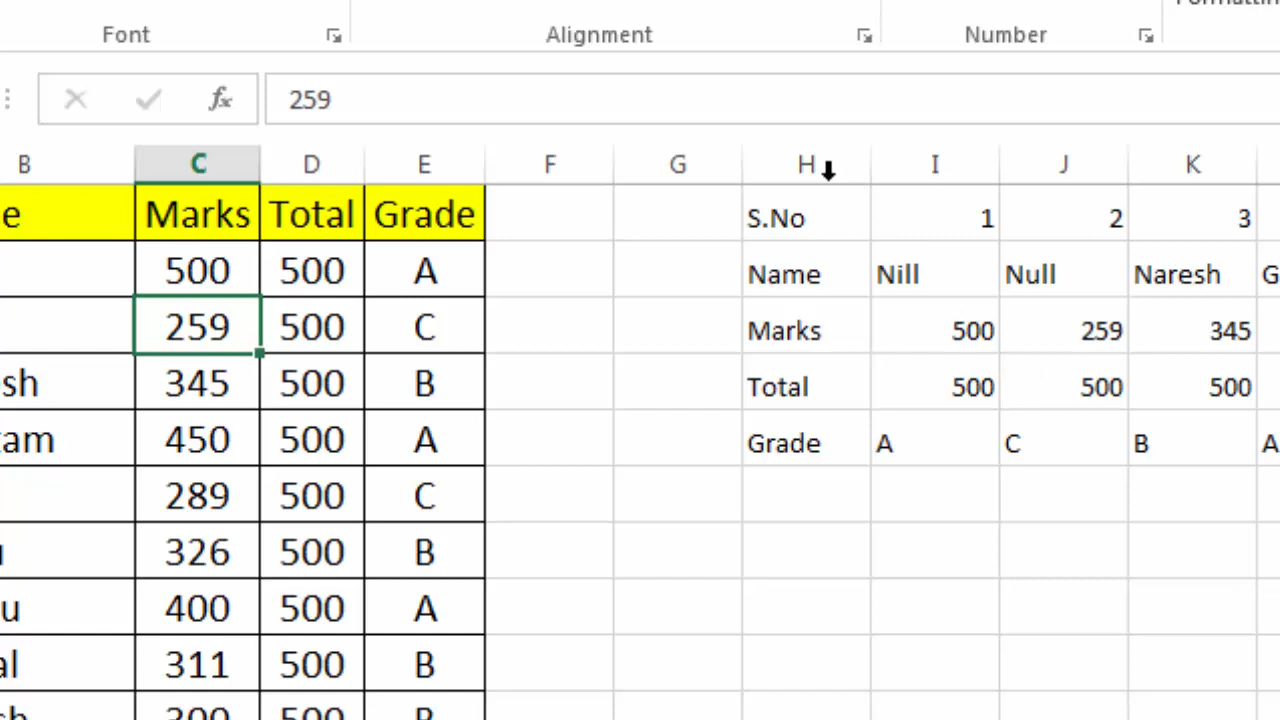 Font Alignment Number
fx 259
B C D E F G H I J K
e Marks Total Grade S.No 1 2 3
500 500 A Name Nill Null Naresh G
259 500 C Marks 500 259 345
sh 345 500 B Total 500 500 500
am 450 500 A Grade A C B A
289 500 C
326 500 B
u 400 500 A
al 311 500 B
500